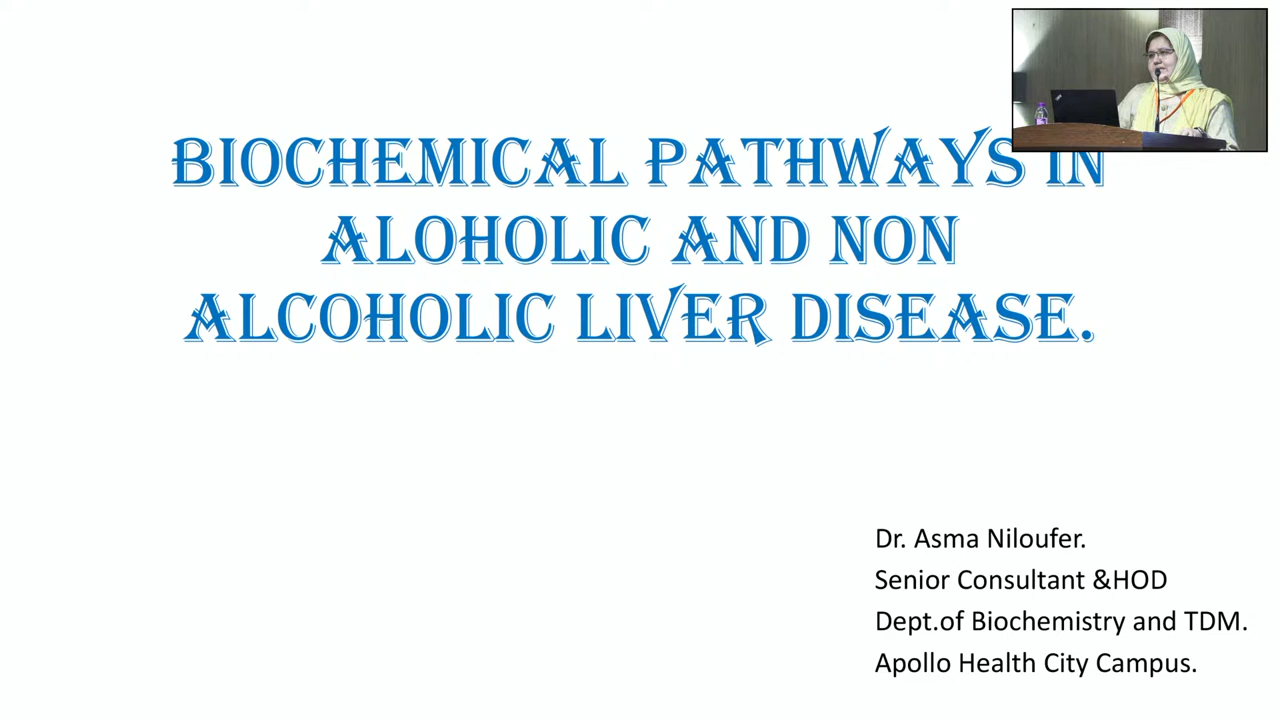 BIOCHEMICAL PATHWAYS IN
ALOHOLIC AND NON
ALCOHOLIC LIVER DISEASE.
Dr. Asma Niloufer.
Senior Consultant &HOD
Dept.of Biochemistry and TDM.
Apollo Health City Campus.